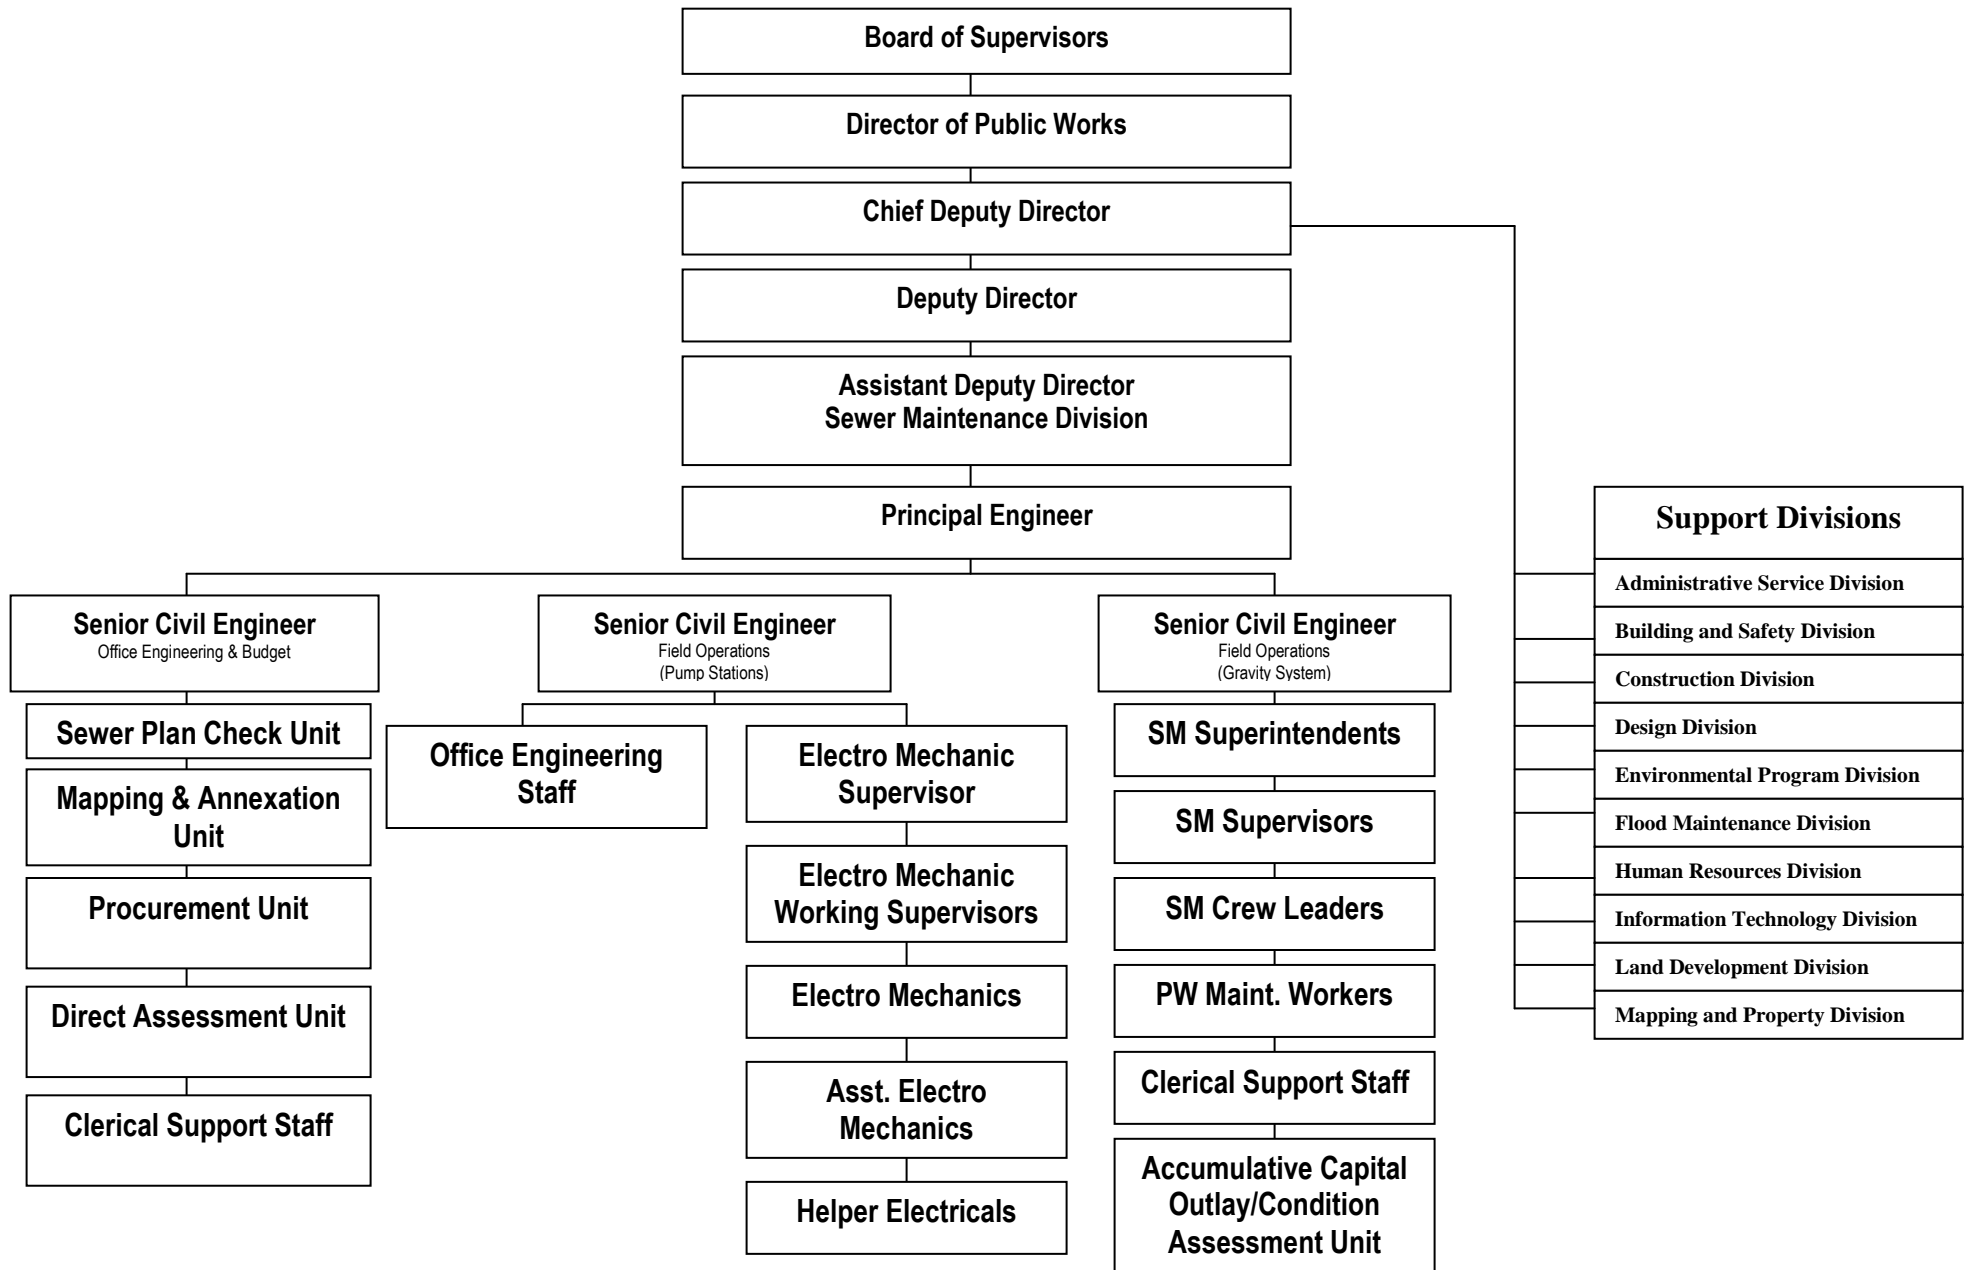 Board of Supervisors
Director of Public Works
Chief Deputy Director
Deputy Director
Assistant Deputy Director
Sewer Maintenance Division
Principal Engineer
Senior Civil Engineer
Office Engineering & Budget
Sewer Plan Check Unit
Mapping & Annexation
Unit
Procurement Unit
Direct Assessment Unit
Clerical Support Staff
Senior Civil Engineer
Field Operations
(Pump Stations)
Office Engineering
Staff
Electro Mechanic
Supervisor
Electro Mechanic
Working Supervisors
Electro Mechanics
Asst. Electro
Mechanics
Helper Electricals
Senior Civil Engineer
Field Operations
(Gravity System)
SM Superintendents
SM Supervisors
SM Crew Leaders
PW Maint. Workers
Clerical Support Staff
Accumulative Capital
Outlay/Condition
Assessment Unit
Support Divisions
Administrative Service Division
Building and Safety Division
Construction Division
Design Division
Environmental Program Division
Flood Maintenance Division
Human Resources Division
Information Technology Division
Land Development Division
Mapping and Property Division